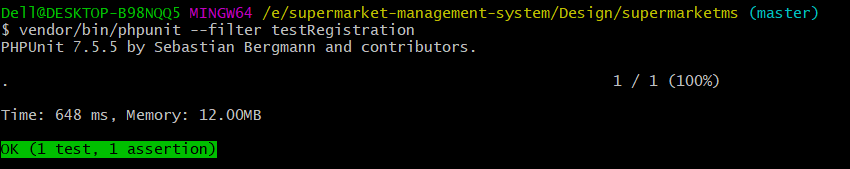 Dell@DESKTOP-B98NQQ5 MINGW64 /e/supermarket-management-system/Design/supermarketms (master)
$ vendor/bin/phpunit --filter testRegistration
PHPUnit 7.5.5 by Sebastian Bergmann and contributors.
. 1 / 1 (100%)
Time: 648 ms, Memory: 12.00MB
OK (1 test, 1 assertion)